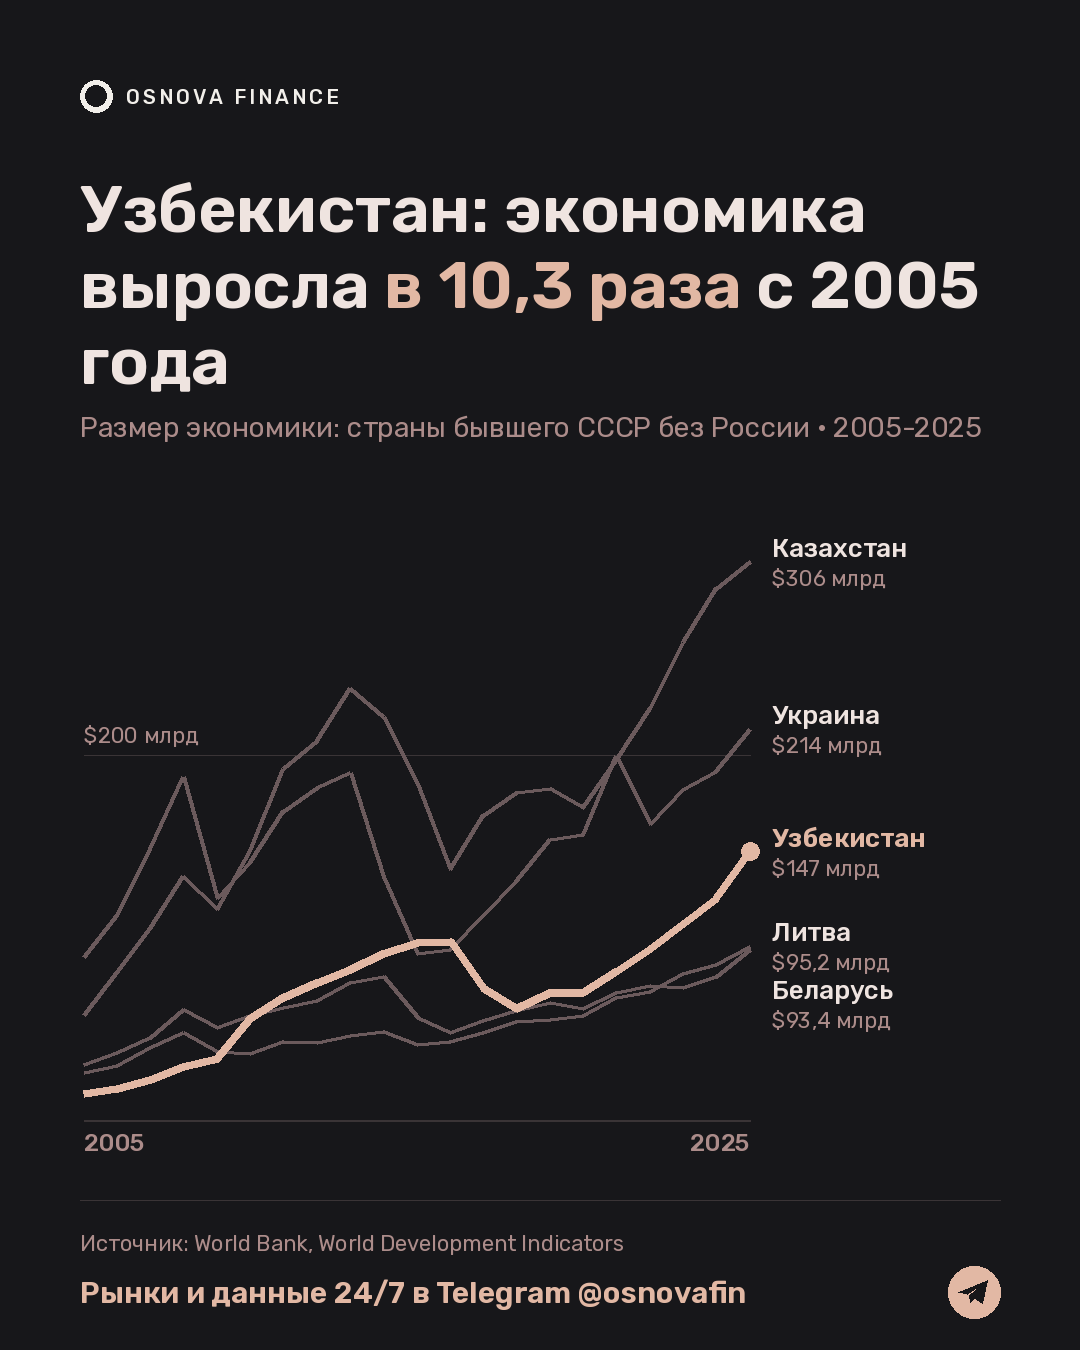 OSNOVA FINANCE
Узбекистан: экономика
выросла в 10,3 раза с 2005
года
Размер экономики: страны бывшего СССР без России • 2005-2025
Казахстан
$306 млрд
Украина
$214 млрд
$200 млрд
Узбекистан
$147 млрд
Литва
$95,2 млрд
Беларусь
$93,4 млрд
2005
2025
Источник: World Bank, World Development Indicators
Рынки и данные 24/7 в Telegram @osnovafin